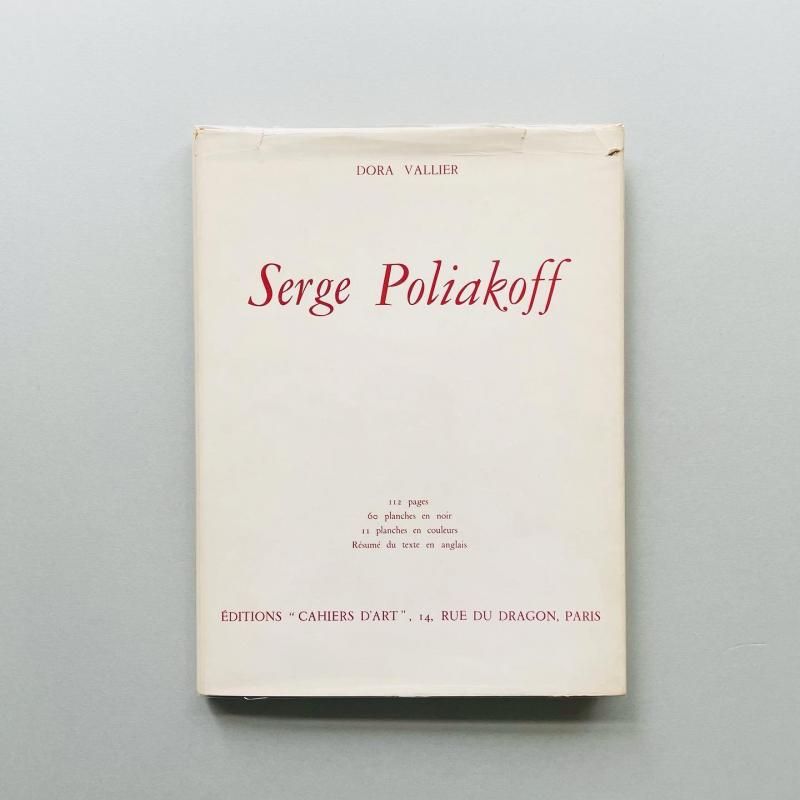 DORA VALLIER
Serge Poliakoff
112 pages
60 planches en noir
11 planches en couleurs
Résumé du texte en anglais
ÉDITIONS "CAHIERS D'ART", 14, RUE DU DRAGON, PARIS